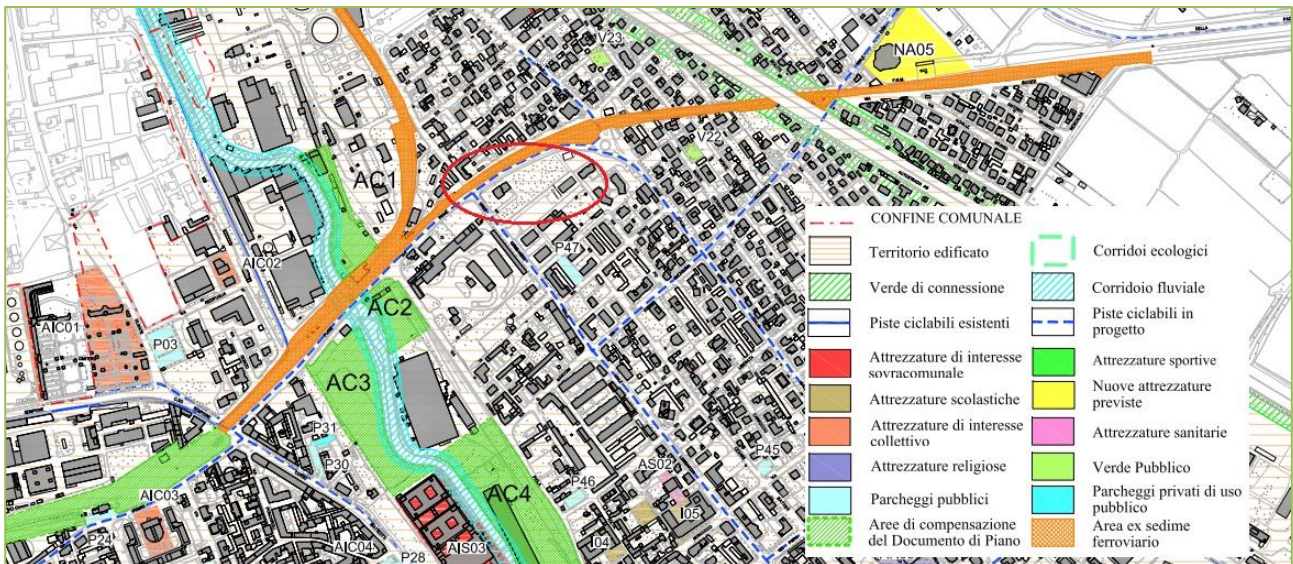 V23
NA05
V22
AC1
P47
AIC02
AIC01
P03
AC2
AC3
P31
P30
AIC03
P24
AIC04
P28
AIS03
AC4
P46
AS02
P45
I05
I04
CONFINE COMUNALE
Territorio edificato
Corridoi ecologici
Verde di connessione
Corridoio fluviale
Piste ciclabili esistenti
Piste ciclabili in
progetto
Attrezzature di interesse
sovracomunale
Attrezzature sportive
Attrezzature scolastiche
Nuove attrezzature
previste
Attrezzature di interesse
collettivo
Attrezzature sanitarie
Attrezzature religiose
Verde Pubblico
Parcheggi pubblici
Parcheggi privati di uso
pubblico
Aree di compensazione
del Documento di Piano
Area ex sedime
ferroviario